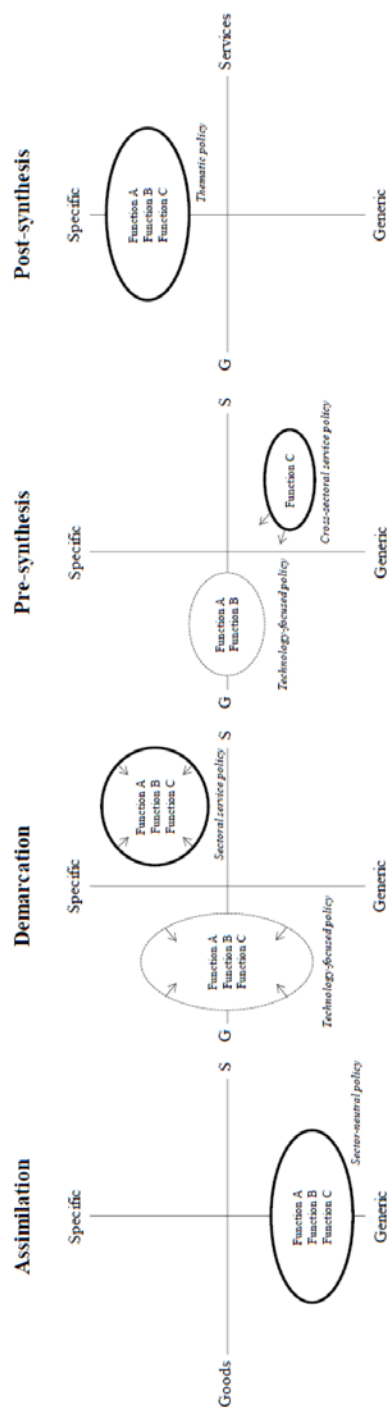 Assimilation
Specific
Goods
S
Function A
Function B
Function C
Sector-neutral policy
Generic
Demarcation
Specific
G
S
Function A
Function B
Function C
Technology-focused policy
Function A
Function B
Function C
Sectoral service policy
Generic
Pre-synthesis
Specific
G
S
Function A
Function B
Technology-focused policy
Function C
Cross-sectoral service policy
Generic
Post-synthesis
Specific
Function A
Function B
Function C
Thematic policy
G
Services
Generic